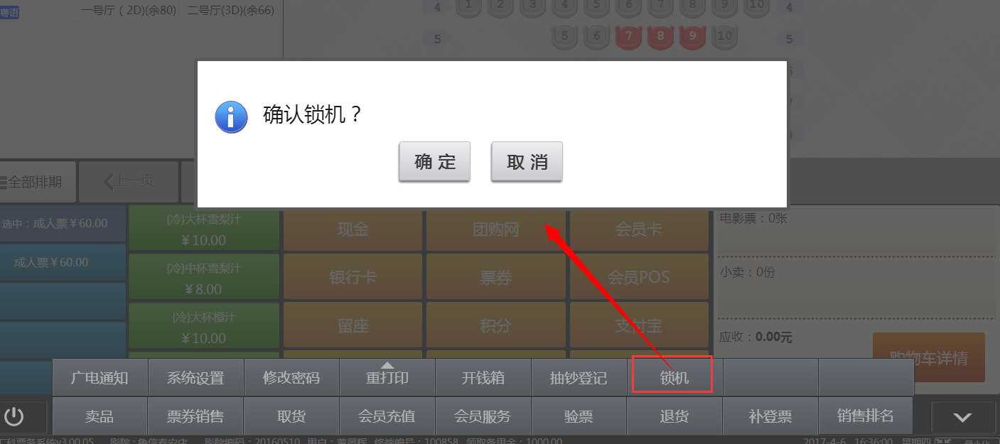 粤语 一号厅（2D)(余80) 二号厅(3D)(余66)
4 1 2 3 4 5 6 7 8 9 10 4
5 5 6 7 8 9 10 5
确认锁机？
确 定 取 消
全部排期 上一页
选中：成人票￥60.00
成人票￥60.00
(冷)大杯雪梨汁
￥10.00
(冷)中杯雪梨汁
￥8.00
(冷)大杯橙汁
￥10.00
现金 团购网 会员卡
银行卡 票券 会员POS
留座 积分 支付宝
电影票：0张
小卖：0份
应收：0.00元
购物车详情
广电通知 系统设置 修改密码 重打印 开钱箱 抽钞登记 锁机
卖品 票券销售 取货 会员充值 会员服务 验票 退货 补登票 销售排名
科票务系统v3.00.05 影院编码：20160510 用户： 终端编号：100858 领取备用金：1000.00 2017-4-6 16:36:00 星期四 最小化